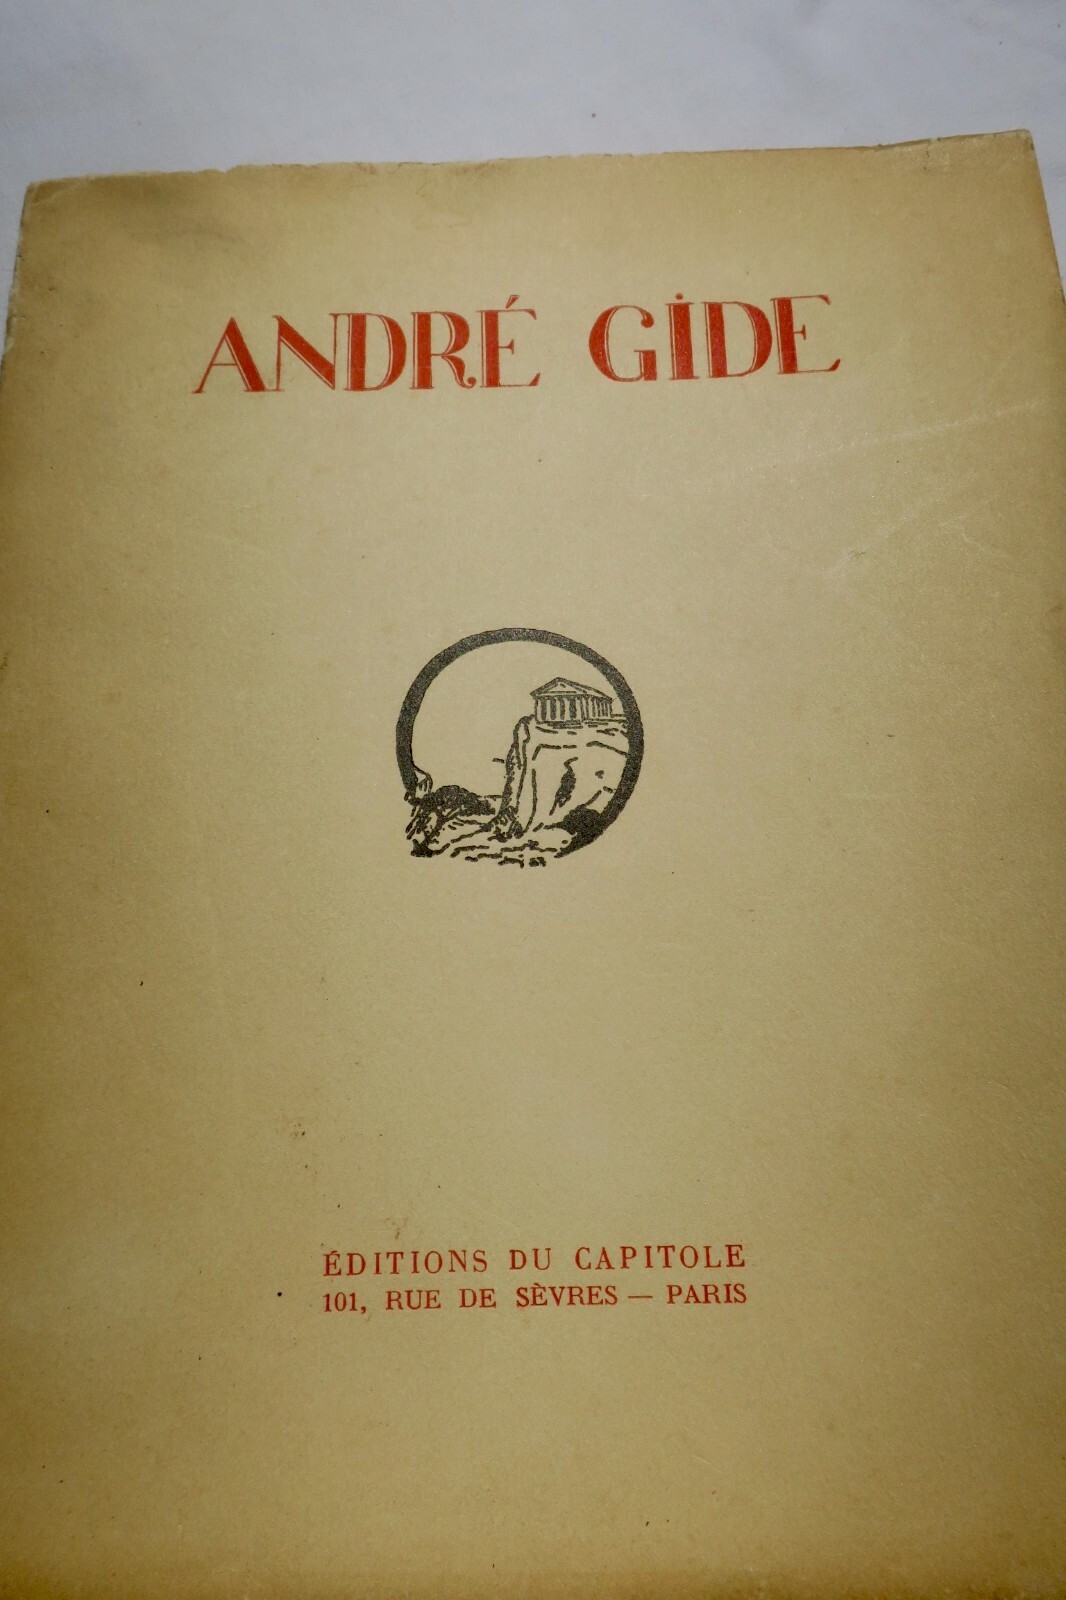 ANDRÉ GIDE
ÉDITIONS DU CAPITOLE
101, RUE DE SÈVRES — PARIS